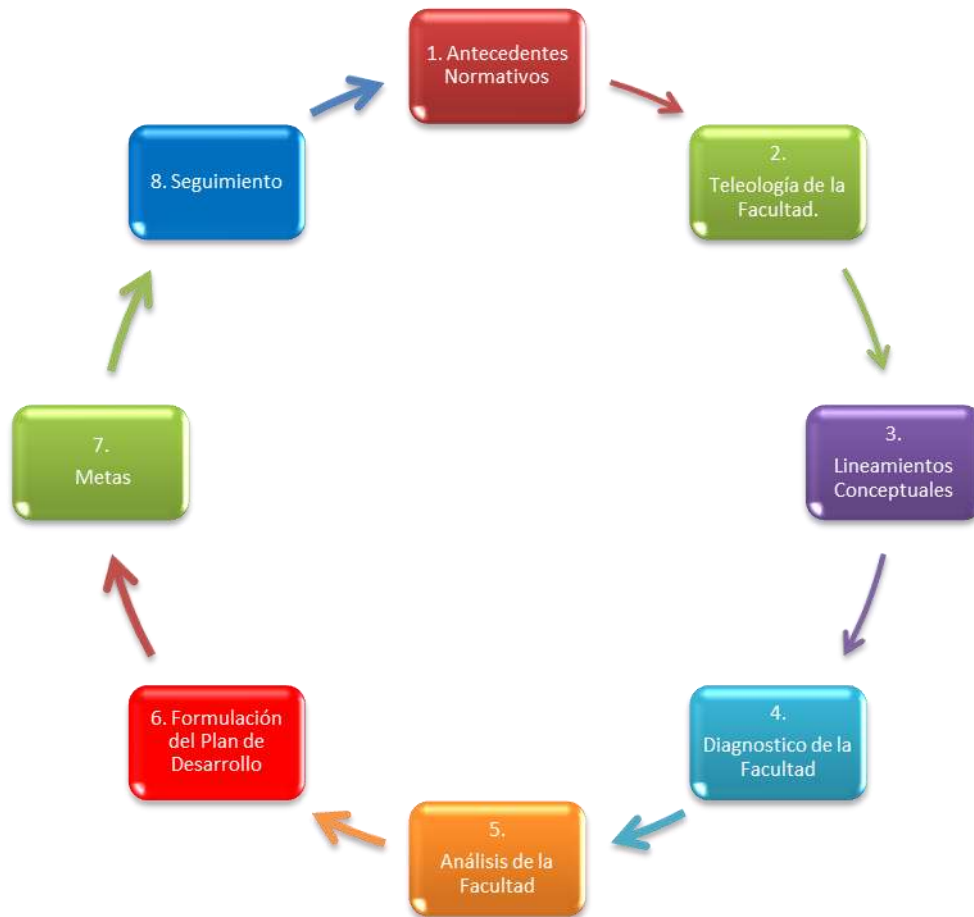 1. Antecedentes
Normativos
2.
Teleología de la
Facultad.
3.
Lineamientos
Conceptuales
4.
Diagnostico de la
Facultad
5.
Análisis de la
Facultad
6. Formulación
del Plan de
Desarrollo
7.
Metas
8. Seguimiento